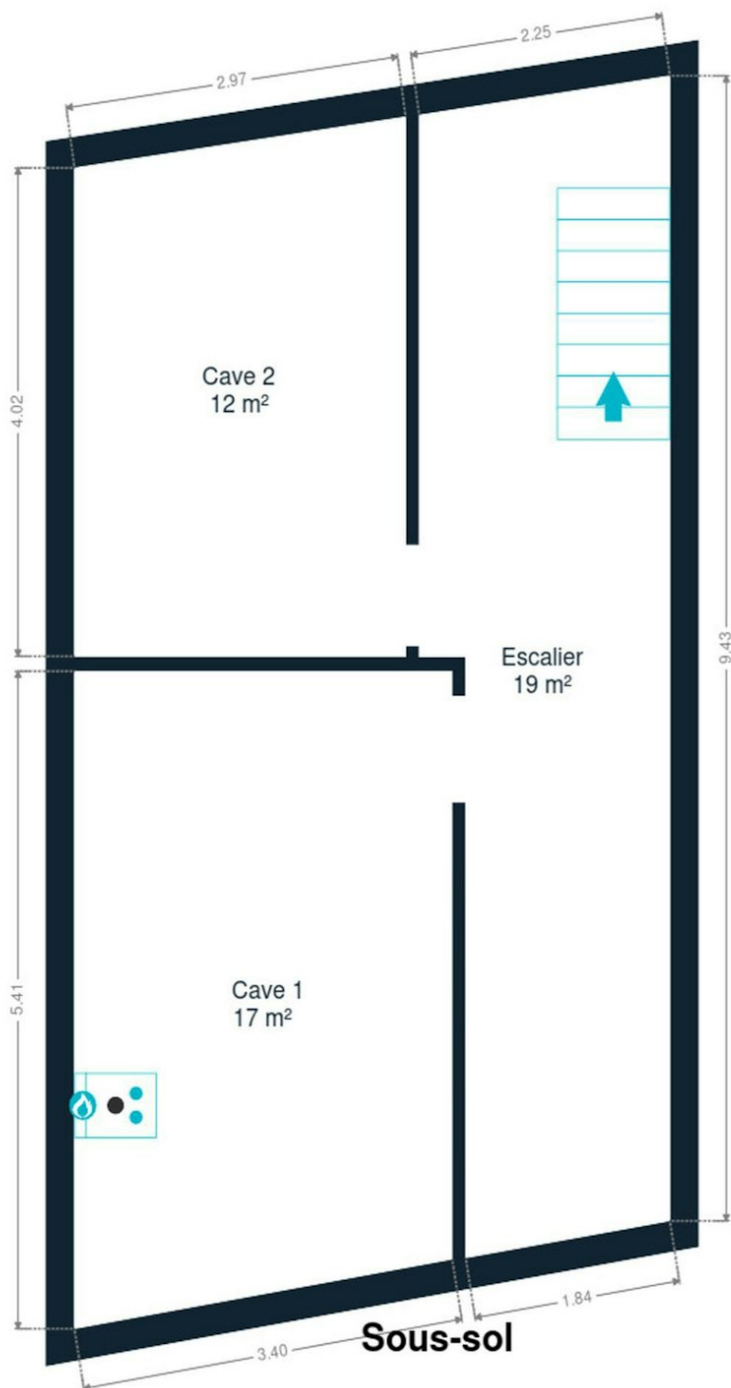 2.25
2.97
4.02
Cave 2
12 m²
9.43
Escalier
19 m²
5.41
Cave 1
17 m²
1.84
3.40
Sous-sol